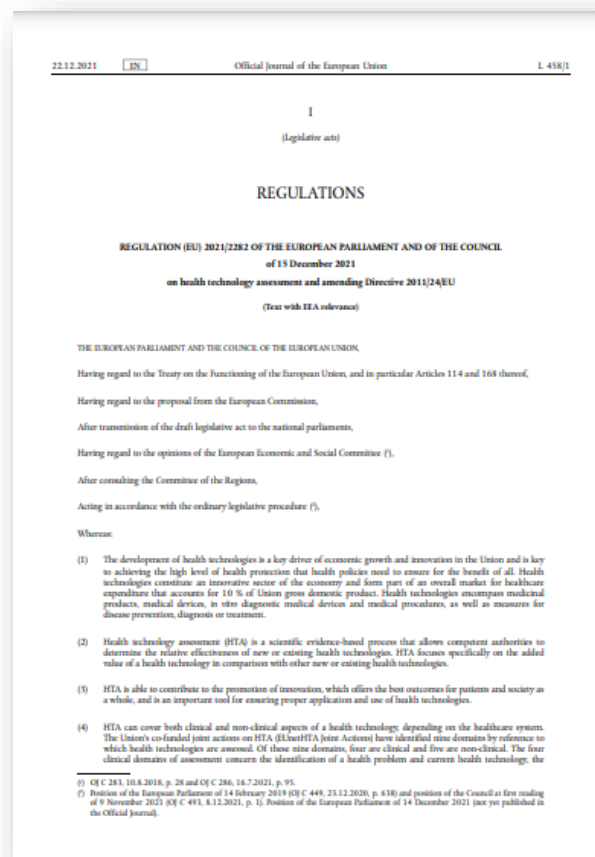 22.12.2021 EN Official Journal of the European Union L 458/1
I
(Legislative acts)
REGULATIONS
REGULATION (EU) 2021/2282 OF THE EUROPEAN PARLIAMENT AND OF THE COUNCIL
of 15 December 2021
on health technology assessment and amending Directive 2011/24/EU
(Text with EEA relevance)
THE EUROPEAN PARLIAMENT AND THE COUNCIL OF THE EUROPEAN UNION,
Having regard to the Treaty on the Functioning of the European Union, and in particular Articles 114 and 168 thereof,
Having regard to the proposal from the European Commission,
After transmission of the draft legislative act to the national parliaments,
Having regard to the opinions of the European Economic and Social Committee (¹),
After consulting the Committee of the Regions,
Acting in accordance with the ordinary legislative procedure (²),
Whereas:
(1) The development of health technologies is a key driver of economic growth and innovation in the Union and is key
to achieving the high level of health protection that health policies need to ensure for the benefit of all. Health
technologies constitute an innovative sector of the economy and form part of an overall market for healthcare
expenditure that accounts for 10 % of Union gross domestic product. Health technologies encompass medicinal
products, medical devices, in vitro diagnostic medical devices and medical procedures, as well as measures for
disease prevention, diagnosis or treatment.
(2) Health technology assessment (HTA) is a scientific evidence-based process that allows competent authorities to
determine the relative effectiveness of new or existing health technologies. HTA focuses specifically on the added
value of a health technology in comparison with other new or existing health technologies.
(3) HTA is able to contribute to the promotion of innovation, which offers the best outcomes for patients and society as
a whole, and is an important tool for ensuring proper application and use of health technologies.
(4) HTA can cover both clinical and non-clinical aspects of a health technology, depending on the healthcare system.
The Union's co-funded joint actions on HTA (EUnetHTA Joint Actions) have identified nine domains by reference to
which health technologies are assessed. Of these nine domains, four are clinical and five are non-clinical. The four
clinical domains of assessment concern the identification of a health problem and current health technology, the
(¹) OJ C 283, 10.8.2018, p. 28 and OJ C 286, 16.7.2021, p. 95.
(²) Position of the European Parliament of 14 February 2019 (OJ C 449, 23.12.2020, p. 638) and position of the Council at first reading
of 9 November 2021 (OJ C 493, 8.12.2021, p. 1). Position of the European Parliament of 14 December 2021 (not yet published in
the Official Journal).